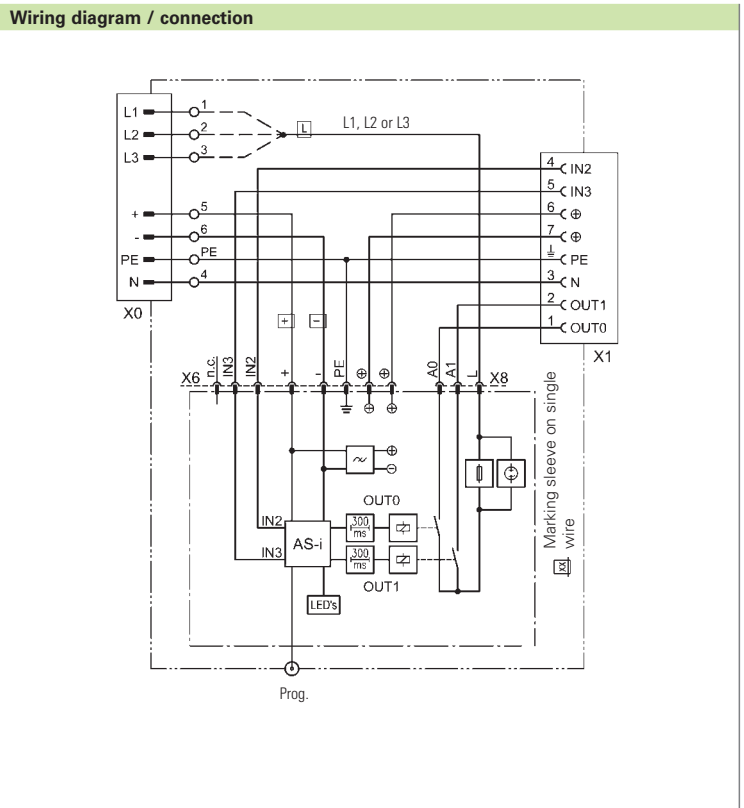 Wiring diagram / connection
L1
L2
L3
+
-
PE
N
X0
1
2
3
5
6
PE
4
L
L1, L2 or L3
4 IN2
5 IN3
6 ⊕
7 ⊕
⏚ PE
3 N
2 OUT1
1 OUT0
X1
+
-
X6
n.c.
IN3
IN2
+
-
PE
⊕
⊕
A0
A1
L
X8
⊕
⊕
~
⊕
⊖
OUT0
IN2
IN3
AS-i
300 ms
300 ms
OUT1
LED's
Prog.
Marking sleeve on single
xx wire